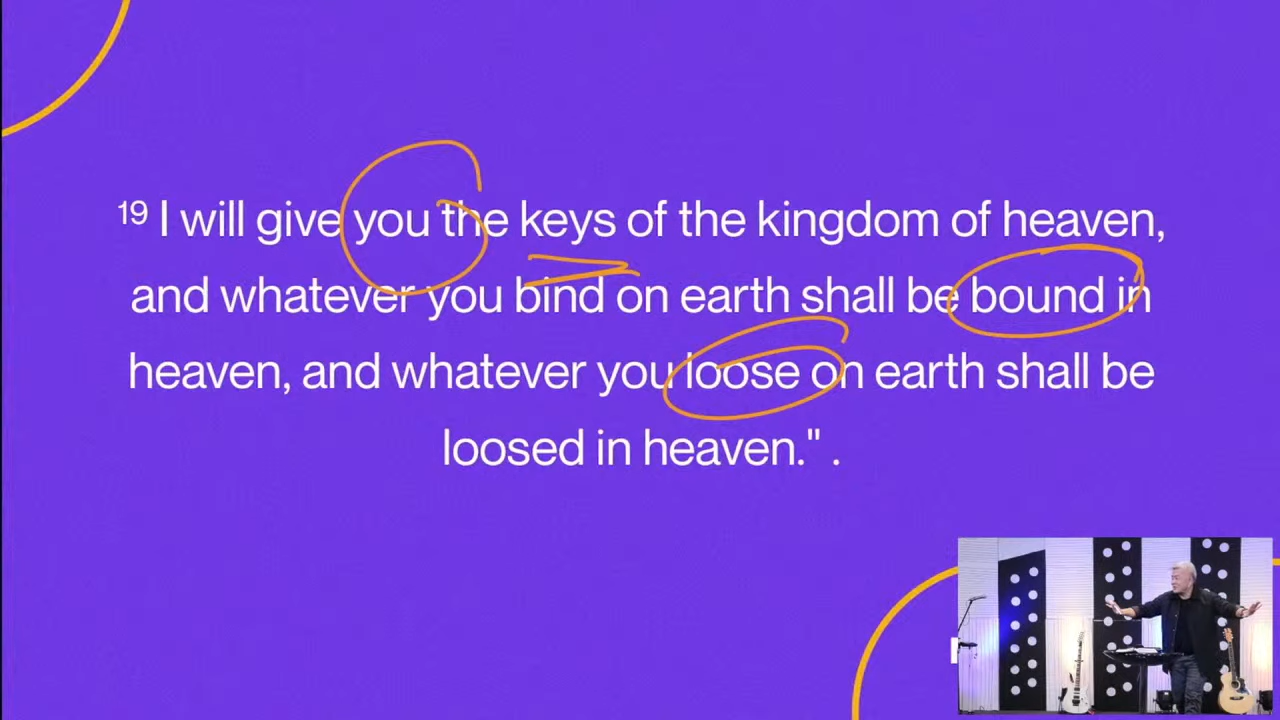 ¹⁹ I will give you the keys of the kingdom of heaven,
and whatever you bind on earth shall be bound in
heaven, and whatever you loose on earth shall be
loosed in heaven." .